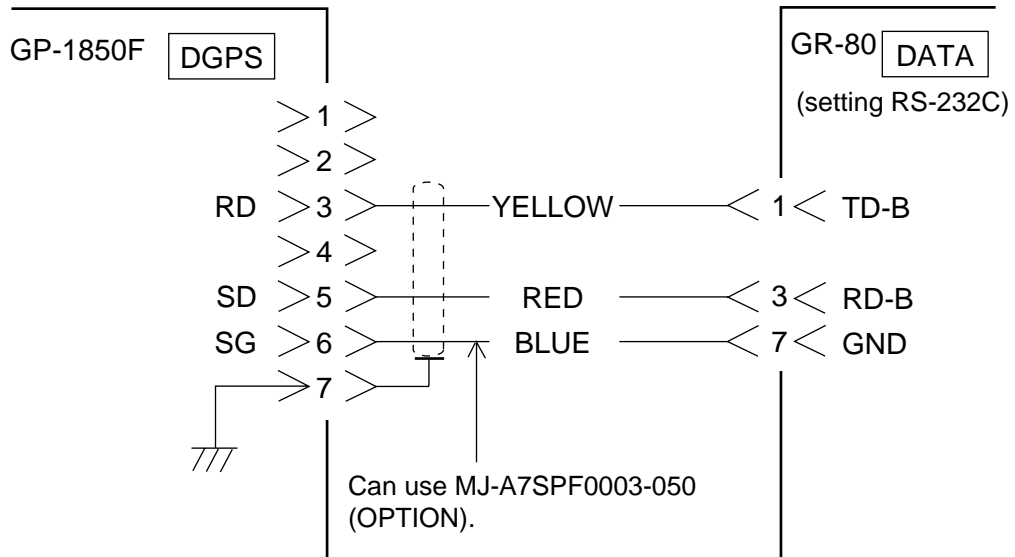 GP-1850F DGPS
GR-80 DATA
(setting RS-232C)
1
2
RD 3 YELLOW 1 TD-B
4
SD 5 RED 3 RD-B
SG 6 BLUE 7 GND
7
Can use MJ-A7SPF0003-050
(OPTION).